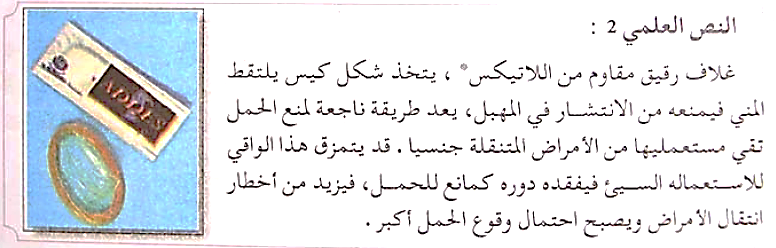 النص العلمي 2 :
غلاف رقيق مقاوم من اللاتيكس* ، يتخذ شكل كيس يلتقط
المني فيمنعه من الانتشار في المهبل، يعد طريقة ناجعة لمنع الحمل
تقي مستعمليها من الأمراض المتنقلة جنسيا . قد يتمزق هذا الواقي
للاستعماله السيئ فيفقده دوره كمانع للحمل، فيزيد من أخطار
انتقال الأمراض ويصبح احتمال وقوع الحمل أكبر .